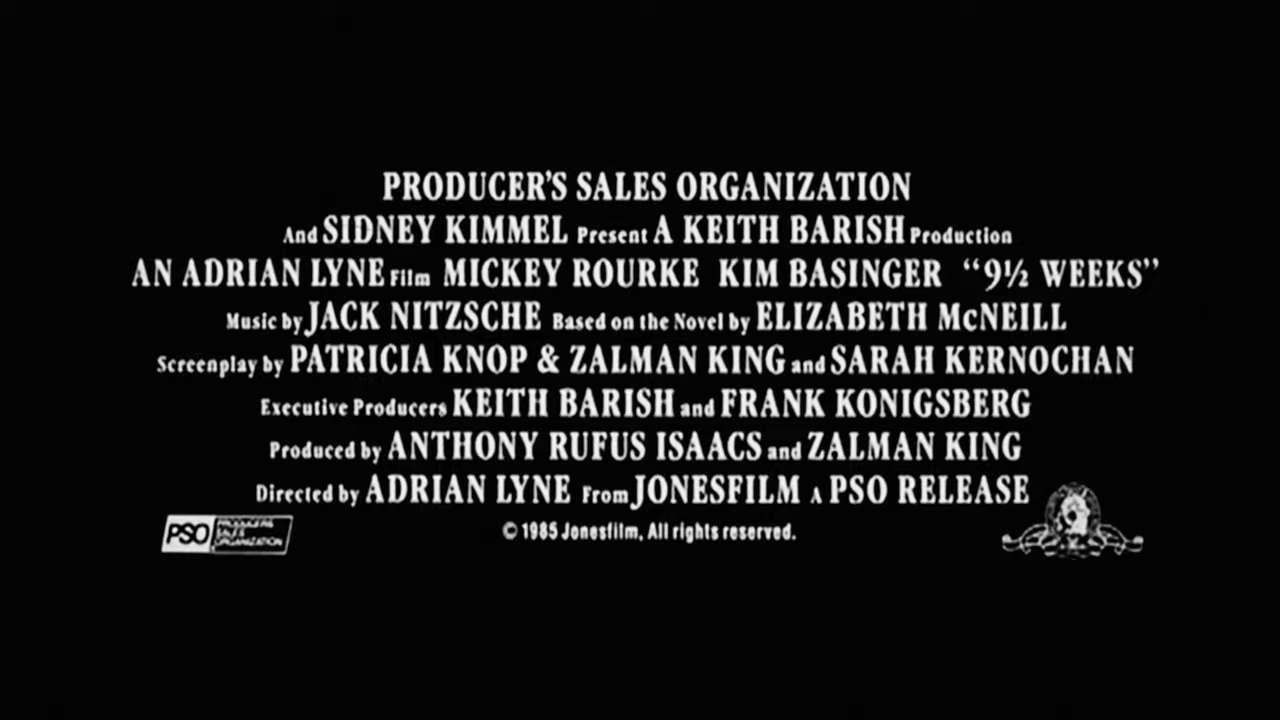 PRODUCER'S SALES ORGANIZATION
And SIDNEY KIMMEL Present A KEITH BARISH Production
AN ADRIAN LYNE Film MICKEY ROURKE KIM BASINGER “9½ WEEKS”
Music by JACK NITZSCHE Based on the Novel by ELIZABETH McNEILL
Screenplay by PATRICIA KNOP & ZALMAN KING and SARAH KERNOCHAN
Executive Producers KEITH BARISH and FRANK KONIGSBERG
Produced by ANTHONY RUFUS ISAACS and ZALMAN KING
Directed by ADRIAN LYNE From JONESFILM A PSO RELEASE
PSO PRODUCERS SALES ORGANIZATION
© 1985 Jonesfilm, All rights reserved.